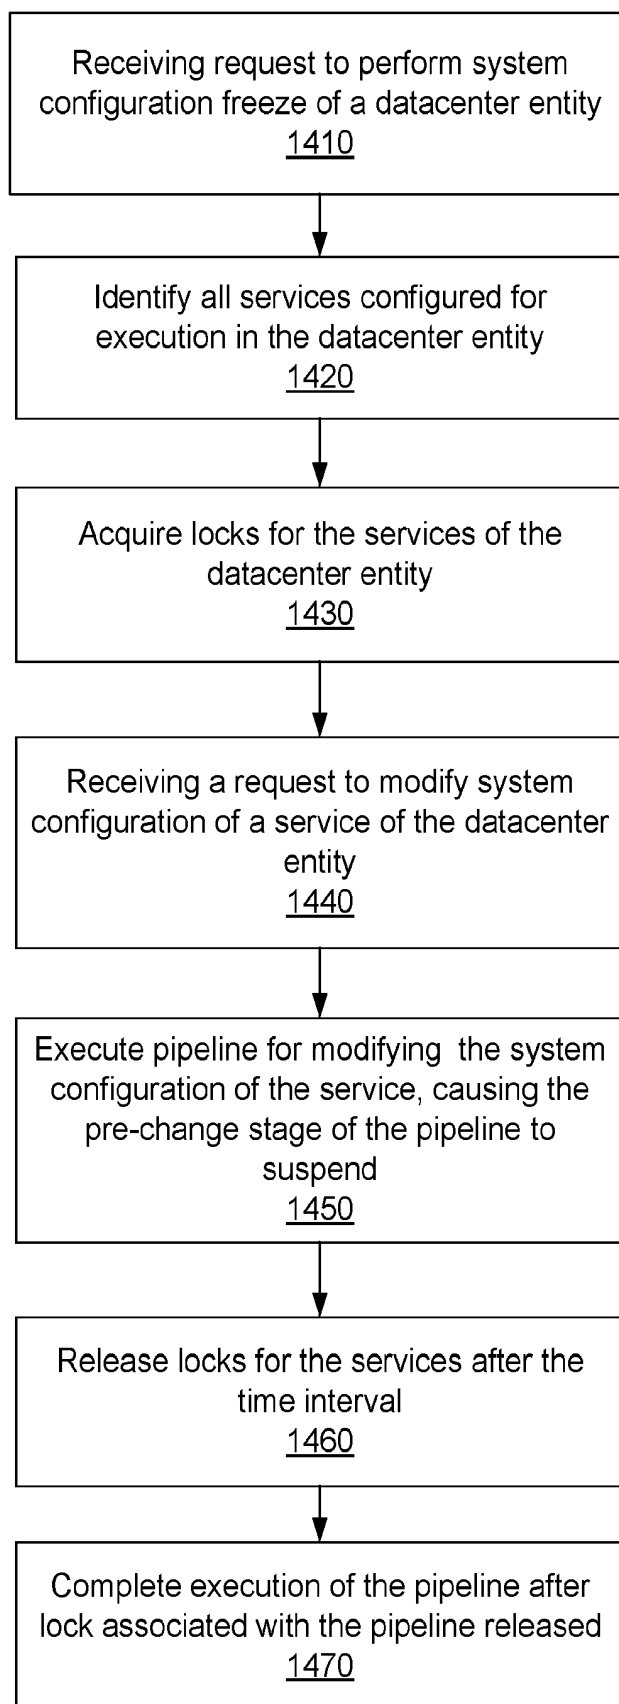 Receiving request to perform system
configuration freeze of a datacenter entity
1410
Identify all services configured for
execution in the datacenter entity
1420
Acquire locks for the services of the
datacenter entity
1430
Receiving a request to modify system
configuration of a service of the datacenter
entity
1440
Execute pipeline for modifying the system
configuration of the service, causing the
pre-change stage of the pipeline to
suspend
1450
Release locks for the services after the
time interval
1460
Complete execution of the pipeline after
lock associated with the pipeline released
1470